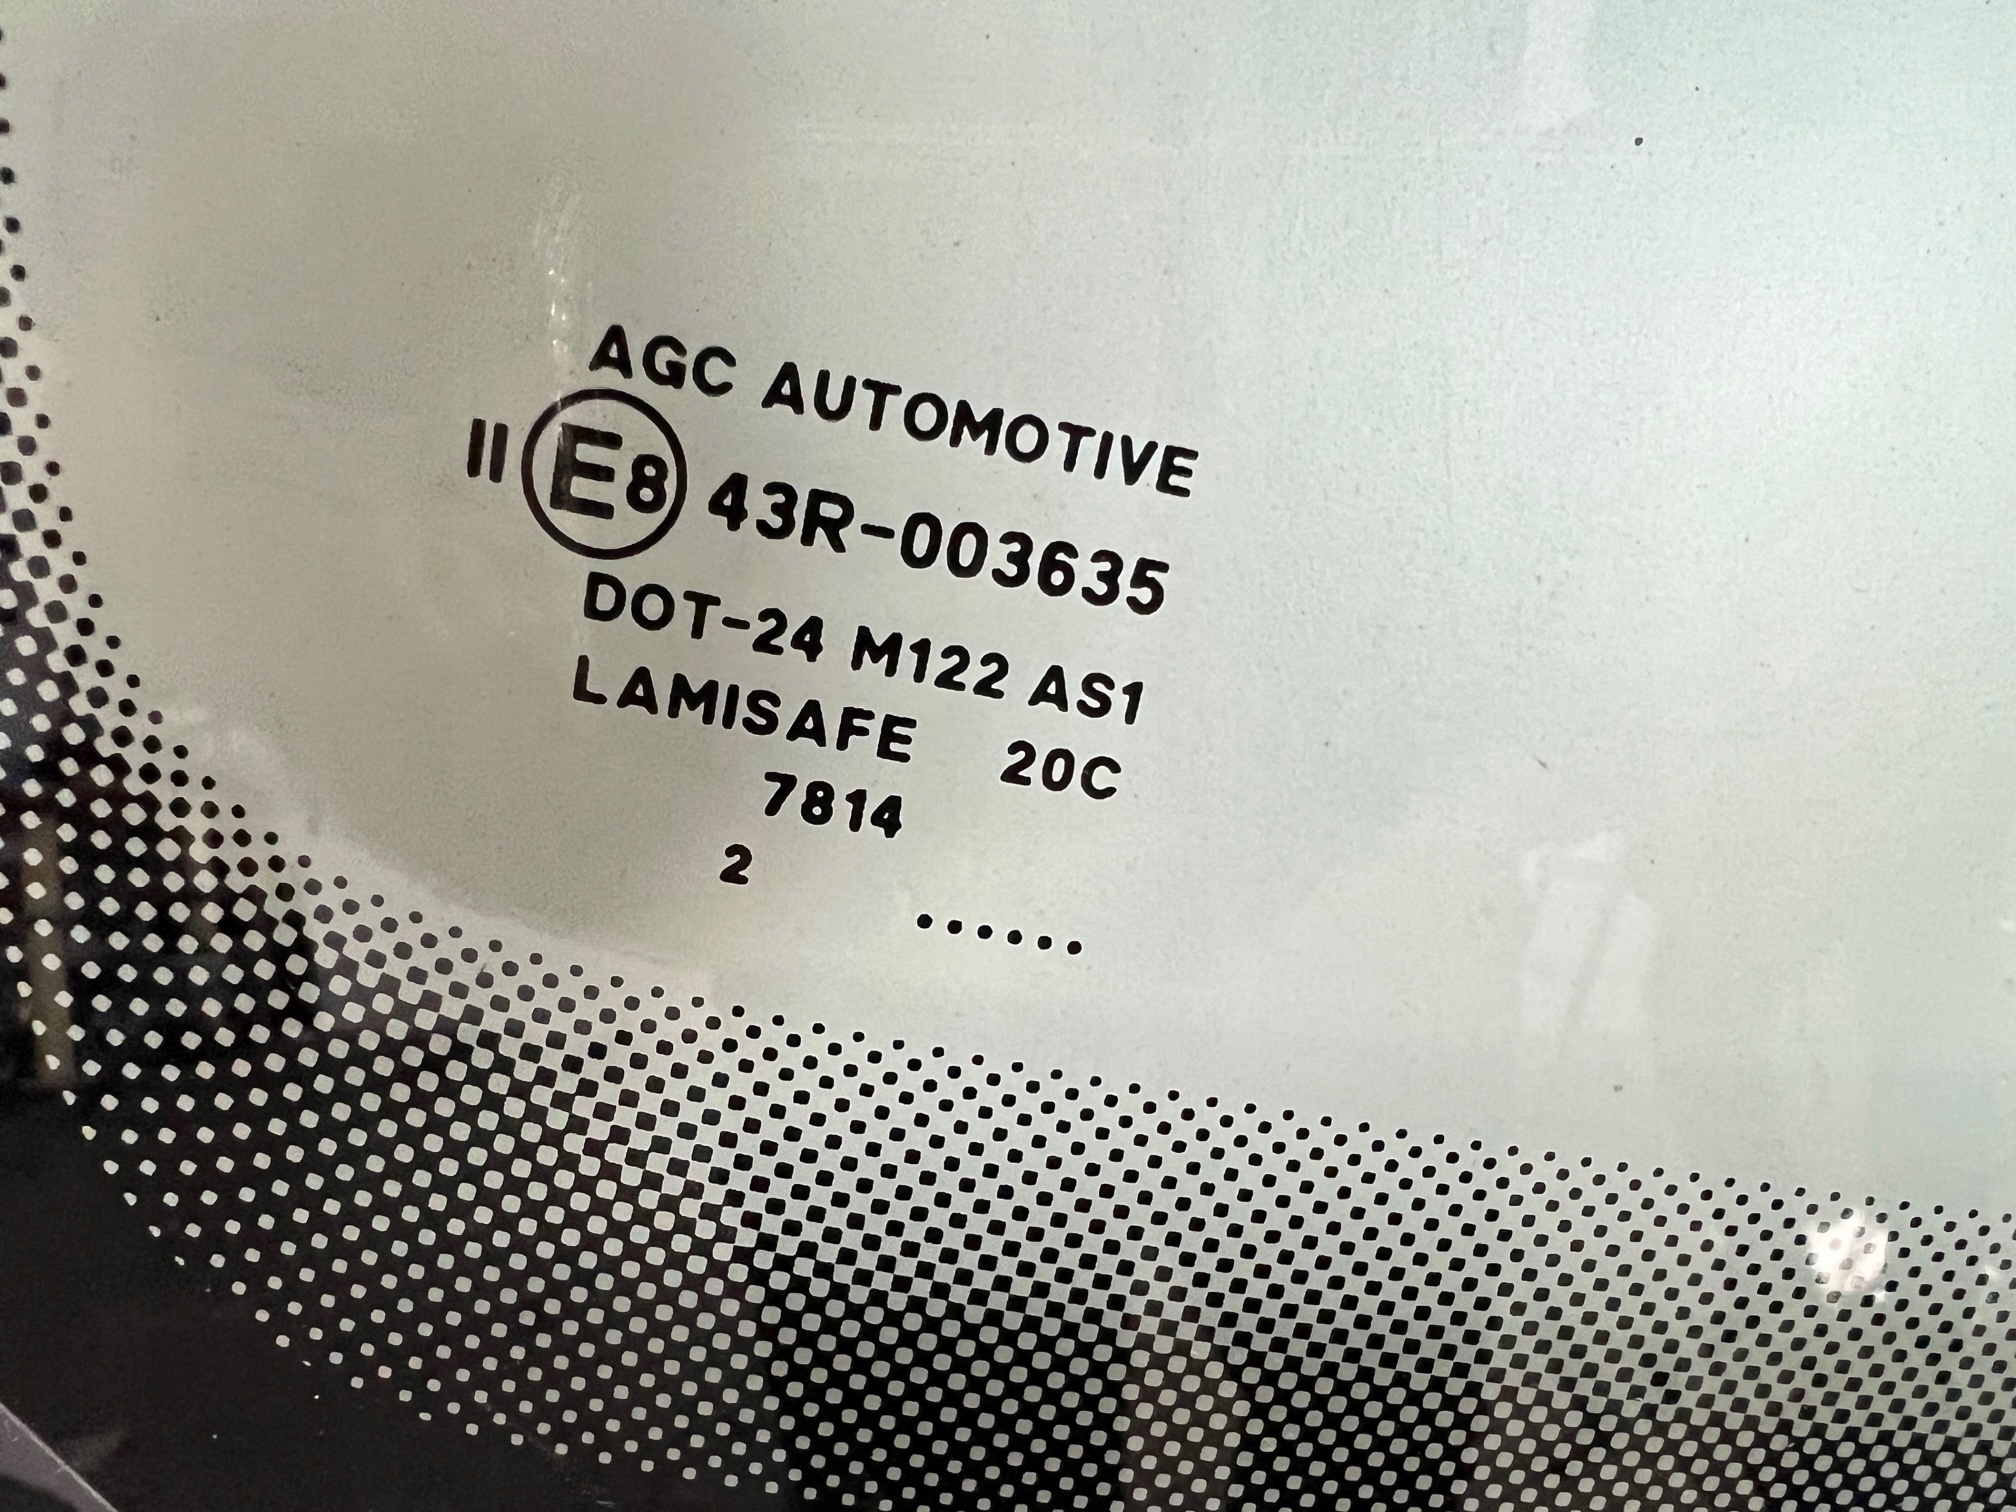 AGC AUTOMOTIVE
II E8 43R-003635
DOT-24 M122 AS1
LAMISAFE 20C
7814
2
......